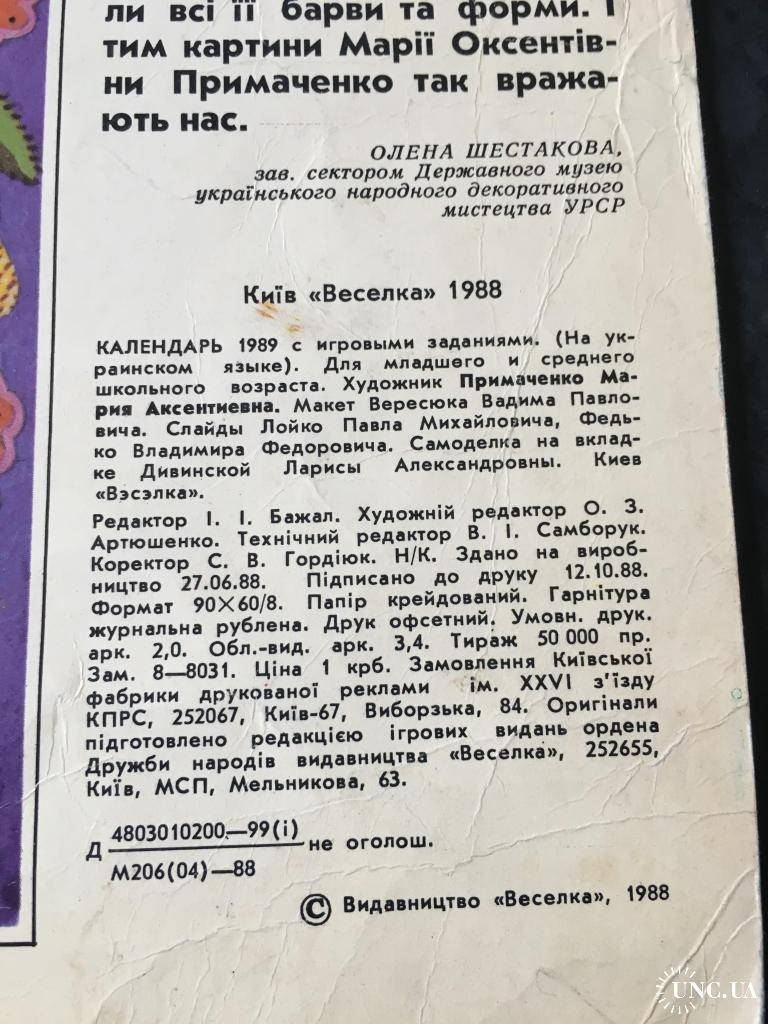 ли всі її барви та форми. І
тим картини Марії Оксентів-
ни Примаченко так вража-
ють нас.
ОЛЕНА ШЕСТАКОВА,
зав. сектором Державного музею
українського народного декоративного
мистецтва УРСР
Київ «Веселка» 1988
КАЛЕНДАРЬ 1989 с игровыми заданиями. (На ук-
раинском языке). Для младшего и среднего
школьного возраста. Художник Примаченко Ма-
рия Аксентиевна. Макет Вересюка Вадима Павло-
вича. Слайды Лойко Павла Михайловича, Федь-
ко Владимира Федоровича. Самоделка на вклад-
ке Дивинской Ларисы Александровны. Киев
«Вэсэлка».
Редактор І. І. Бажал. Художній редактор О. З.
Артюшенко. Технічний редактор В. І. Самборук.
Коректор С. В. Гордіюк. Н/К. Здано на вироб-
ництво 27.06.88. Підписано до друку 12.10.88.
Формат 90×60/8. Папір крейдований. Гарнітура
журнальна рублена. Друк офсетний. Умовн. друк.
арк. 2,0. Обл.-вид. арк. 3,4. Тираж 50 000 пр.
Зам. 8—8031. Ціна 1 крб. Замовлення Київської
фабрики друкованої реклами ім. XXVI з'їзду
КПРС, 252067, Київ-67, Виборзька, 84. Оригінали
підготовлено редакцією ігрових видань ордена
Дружби народів видавництва «Веселка», 252655,
Київ, МСП, Мельникова, 63.
4803010200—99(і)
Д не оголош.
М206(04)—88
© Видавництво «Веселка», 1988
UNC.UA